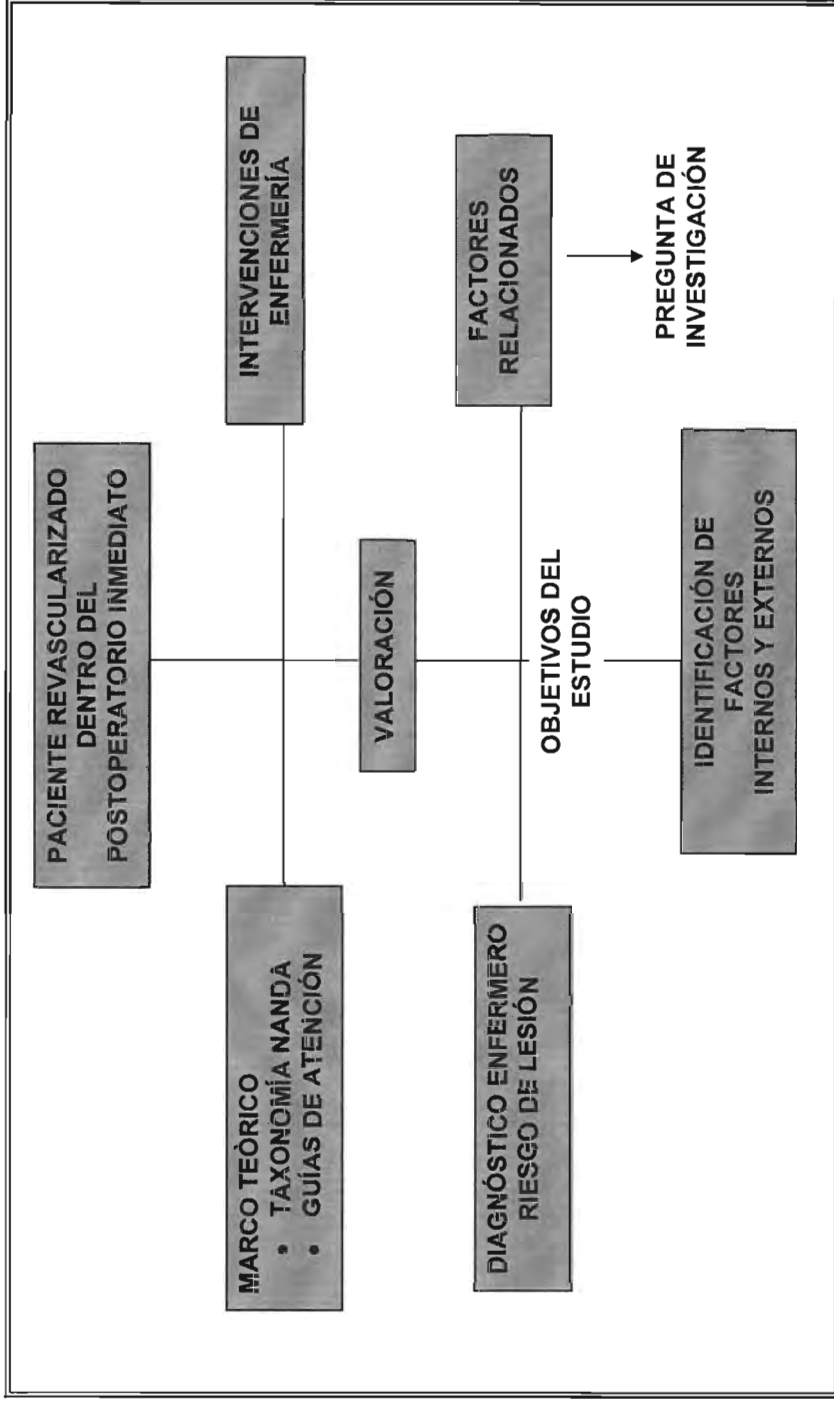 PACIENTE REVASCULARIZADO
DENTRO DEL
POSTOPERATORIO INMEDIATO
MARCO TEÒRICO
• TAXONOMÍA NANDA
• GUÍAS DE ATENCIÓN
INTERVENCIONES DE
ENFERMERÍA
VALORACIÓN
DIAGNÓSTICO ENFERMERO
RIESGO DE LESIÓN
OBJETIVOS DEL
ESTUDIO
FACTORES
RELACIONADOS
IDENTIFICACIÓN DE
FACTORES
INTERNOS Y EXTERNOS
PREGUNTA DE
INVESTIGACIÓN